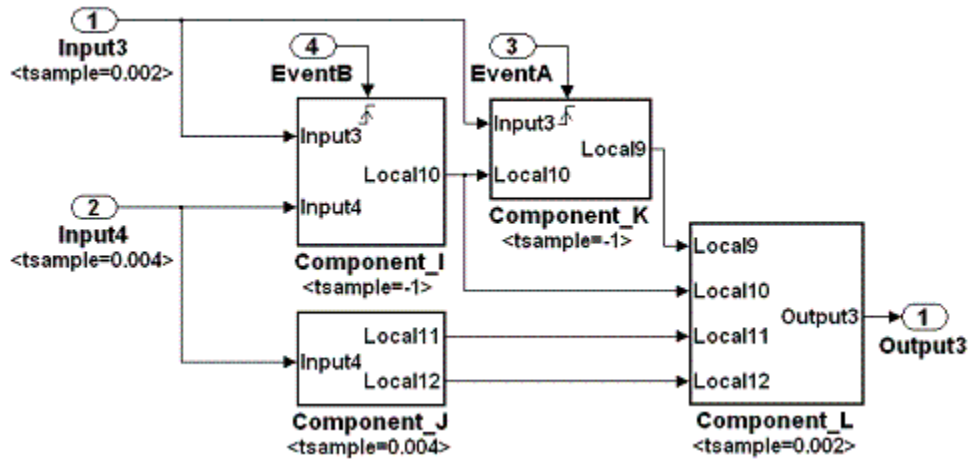 1
Input3
<tsample=0.002>
4
EventB
3
EventA
Input3
Input4
Local10
Component_I
<tsample=-1>
Input3
Local10
Local9
Component_K
<tsample=-1>
2
Input4
<tsample=0.004>
Input4
Local11
Local12
Component_J
<tsample=0.004>
Local9
Local10
Local11
Local12
Output3
Component_L
<tsample=0.002>
1
Output3